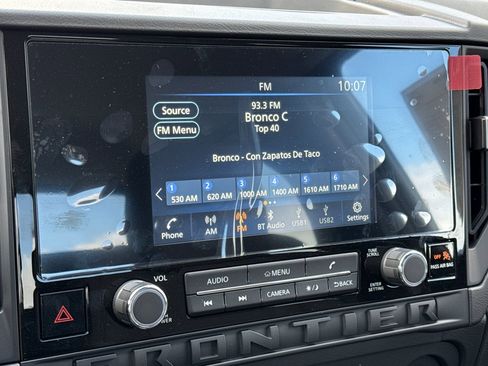 FM
10:07
Source
93.3 FM
Bronco C
FM Menu
Top 40
Bronco - Con Zapatos De Taco
1 2 3 4 5 6
530 AM 620 AM 1000 AM 1400 AM 1610 AM 1710 AM
Phone AM FM BT Audio USB1 USB2 Settings
VOL
AUDIO
MENU
TUNE
SCROLL
OFF
PASS AIR BAG
CAMERA
BACK
ENTER
SETTING
POWER
FRONTIER